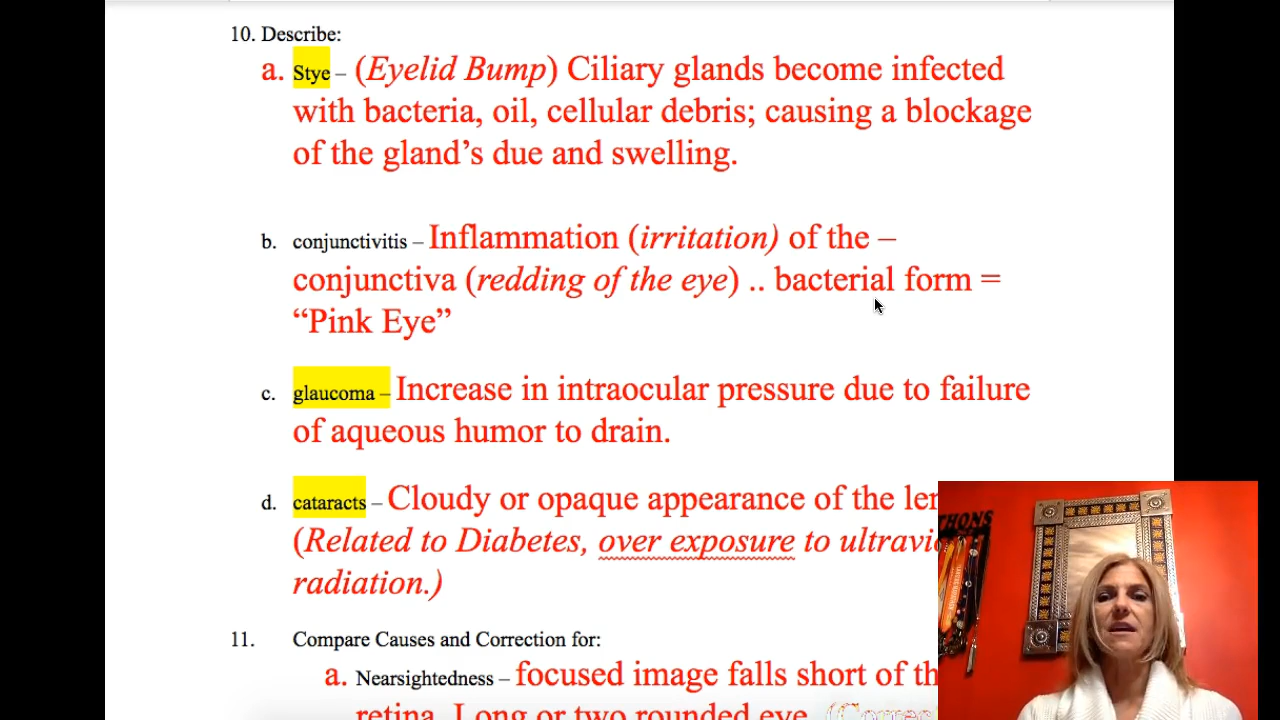 10. Describe:
a. Stye – (Eyelid Bump) Ciliary glands become infected
with bacteria, oil, cellular debris; causing a blockage
of the gland’s due and swelling.
b. conjunctivitis – Inflammation (irritation) of the –
conjunctiva (redding of the eye) .. bacterial form =
“Pink Eye”
c. glaucoma – Increase in intraocular pressure due to failure
of aqueous humor to drain.
d. cataracts – Cloudy or opaque appearance of the
(Related to Diabetes, over exposure to
radiation.)
11. Compare Causes and Correction for:
a. Nearsightedness – focused image falls short of
retina. Long or two rounded eye.